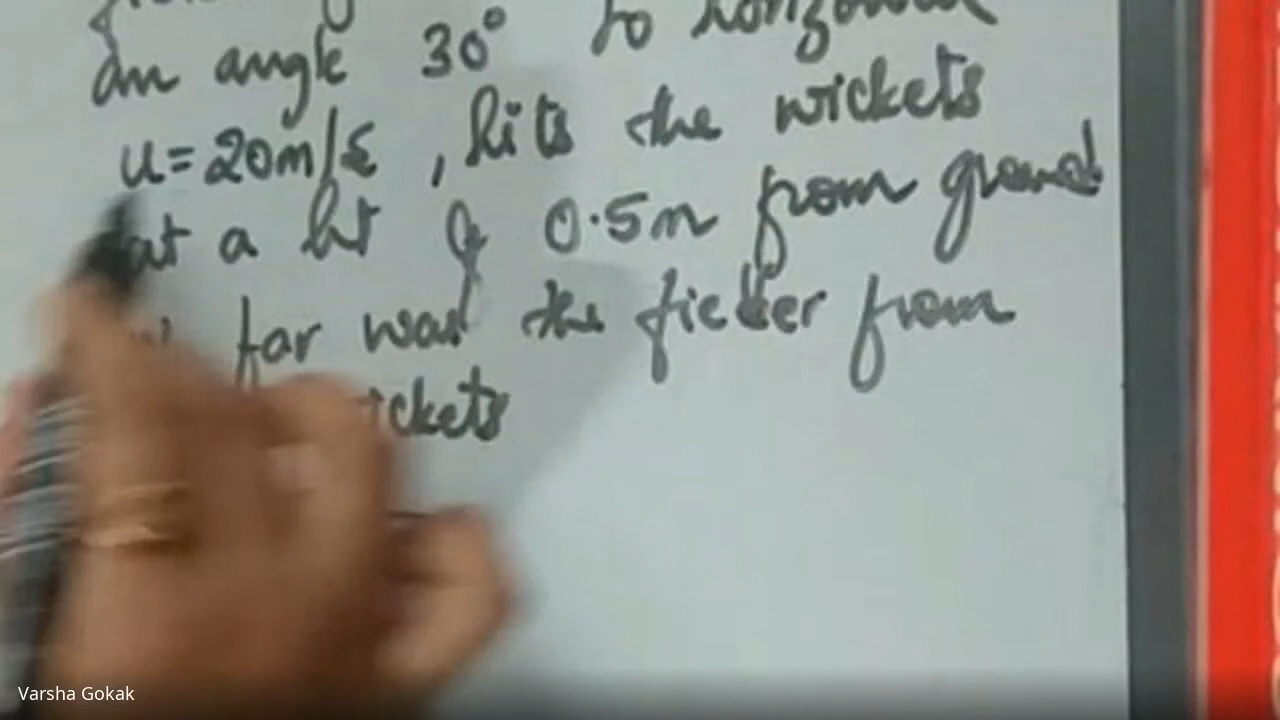 an angle 30° to horizontal
u=20m/s , hits the wickets
at a ht of 0.5m from ground
far was the fielder from
ickets
Varsha Gokak